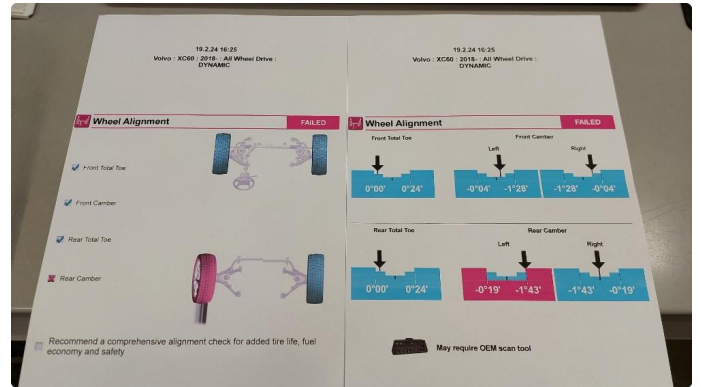 19.2.24 16:25
Volvo : XC60 : 2018- : All Wheel Drive :
DYNAMIC
Wheel Alignment FAILED
Front Total Toe
Front Camber
Rear Total Toe
Rear Camber
Recommend a comprehensive alignment check for added tire life, fuel
economy and safety
19.2.24 16:25
Volvo : XC60 : 2018- : All Wheel Drive :
DYNAMIC
Wheel Alignment FAILED
Front Total Toe Front Camber
Left Right
0°00' 0°24' -0°04' -1°28' -1°28' -0°04'
Rear Total Toe Rear Camber
Left Right
0°00' 0°24' -0°19' -1°43' -1°43' -0°19'
May require OEM scan tool